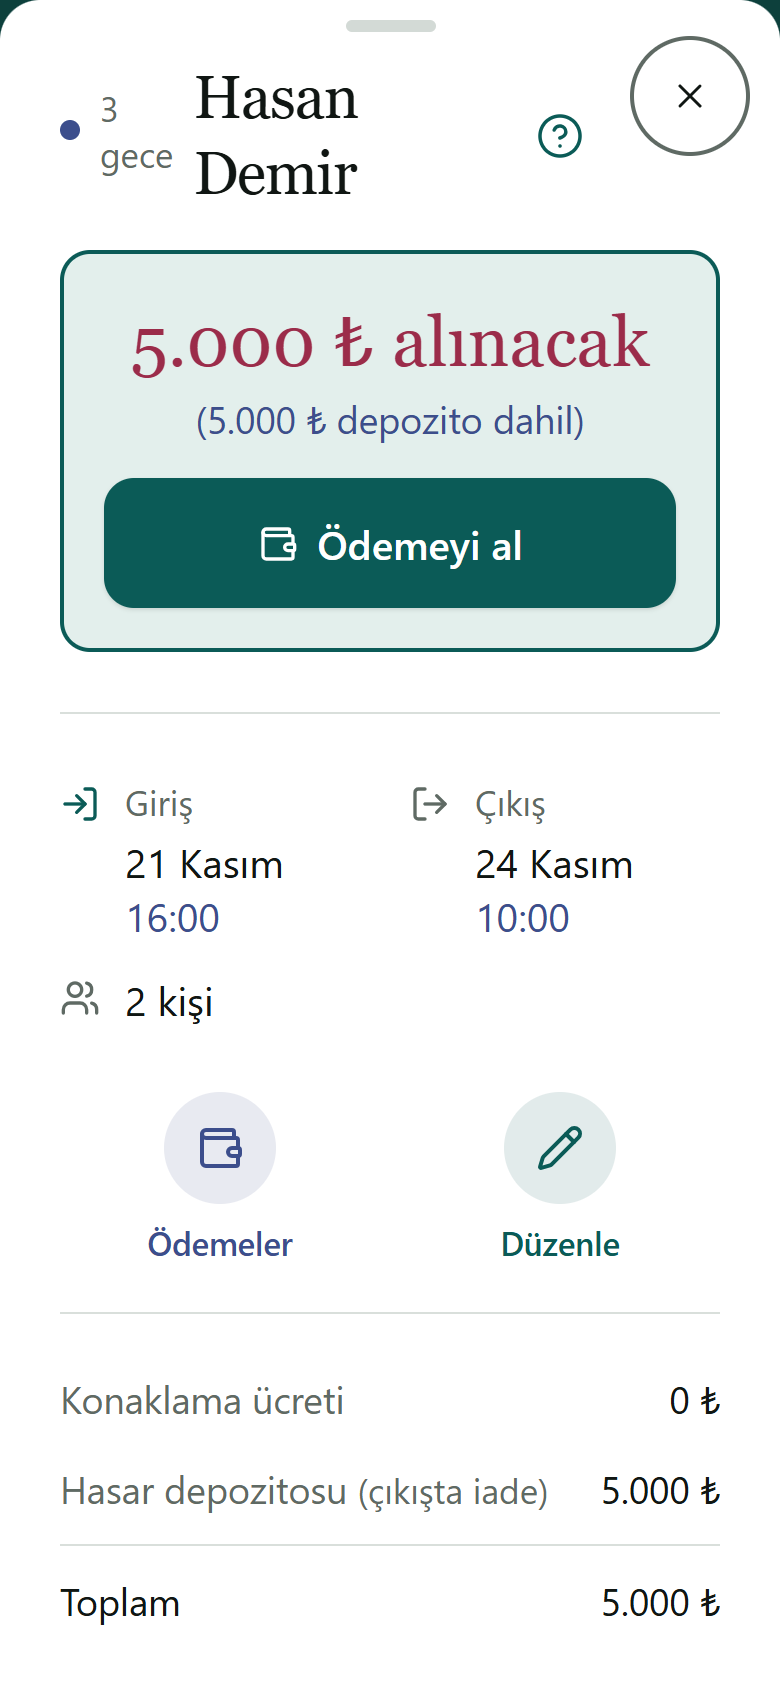 3
gece
Hasan
Demir
5.000 ₺ alınacak
(5.000 ₺ depozito dahil)
Ödemeyi al
Giriş
21 Kasım
16:00
Çıkış
24 Kasım
10:00
2 kişi
Ödemeler
Düzenle
Konaklama ücreti 0 ₺
Hasar depozitosu (çıkışta iade) 5.000 ₺
Toplam 5.000 ₺